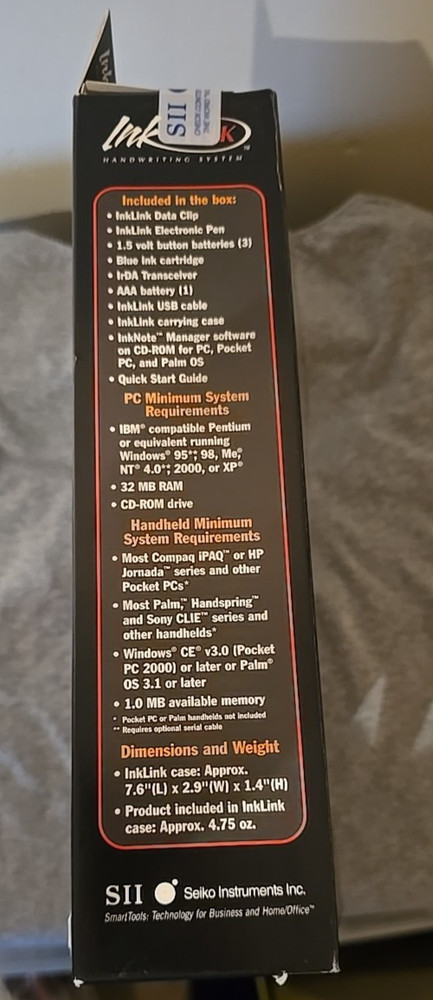 Ink K™
SII
HANDWRITING SYSTEM
Included in the box:
• InkLink Data Clip
• InkLink Electronic Pen
• 1.5 volt button batteries (3)
• Blue ink cartridge
• IrDA Transceiver
• AAA battery (1)
• InkLink USB cable
• InkLink carrying case
• InkNote™ Manager software
on CD-ROM for PC, Pocket
PC, and Palm OS
• Quick Start Guide
PC Minimum System
Requirements
• IBM® compatible Pentium
or equivalent running
Windows® 95**, 98, Me®,
NT® 4.0**, 2000, or XP®
• 32 MB RAM
• CD-ROM drive
Handheld Minimum
System Requirements
• Most Compaq iPAQ™ or HP
Jornada™ series and other
Pocket PCs*
• Most Palm,™ Handspring™
and Sony CLIE™ series and
other handhelds*
• Windows® CE® v3.0 (Pocket
PC 2000) or later or Palm®
OS 3.1 or later
• 1.0 MB available memory
* Pocket PC or Palm handhelds not included
** Requires optional serial cable
Dimensions and Weight
• InkLink case: Approx.
7.6"(L) x 2.9"(W) x 1.4"(H)
• Product included in InkLink
case: Approx. 4.75 oz.
SII Seiko Instruments Inc.
SmartTools: Technology for Business and Home/Office™